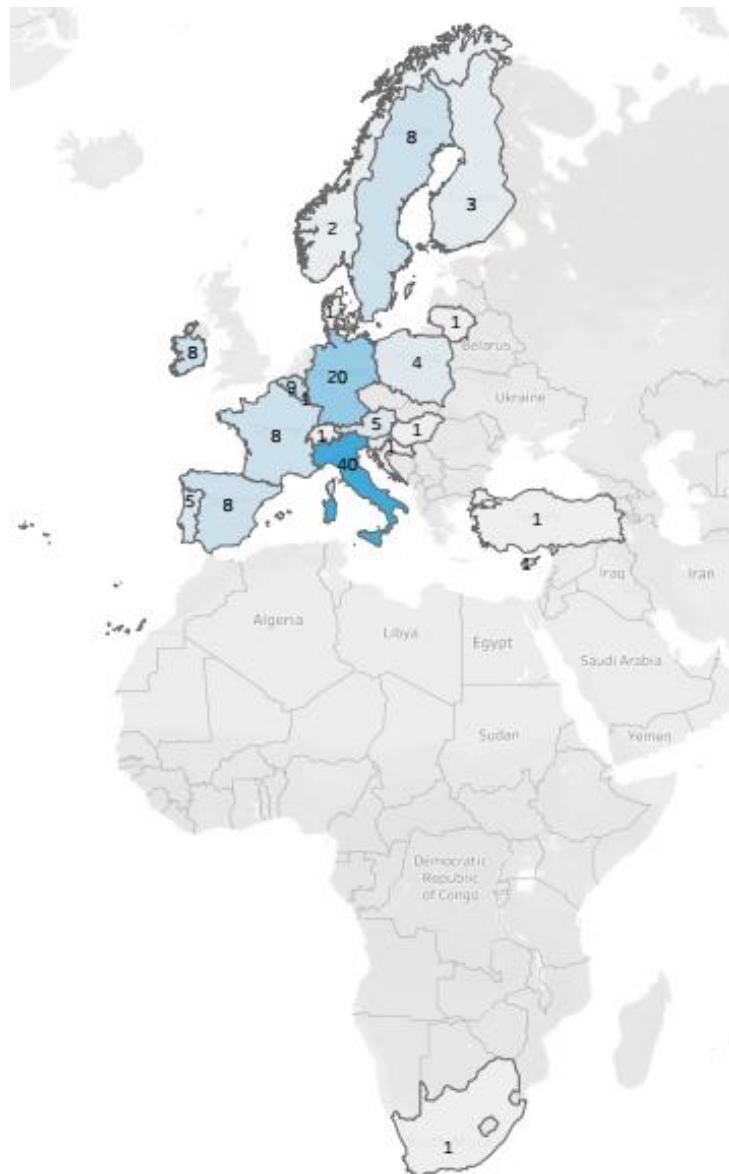 8
3
2
1
1
Belarus
8
20
4
9
1
Ukraine
5
1
8
1
1
40
5
8
1
Iraq
Iran
Algeria
Libya
Egypt
Saudi Arabia
Sudan
Yemen
Democratic
Republic
of Congo
1